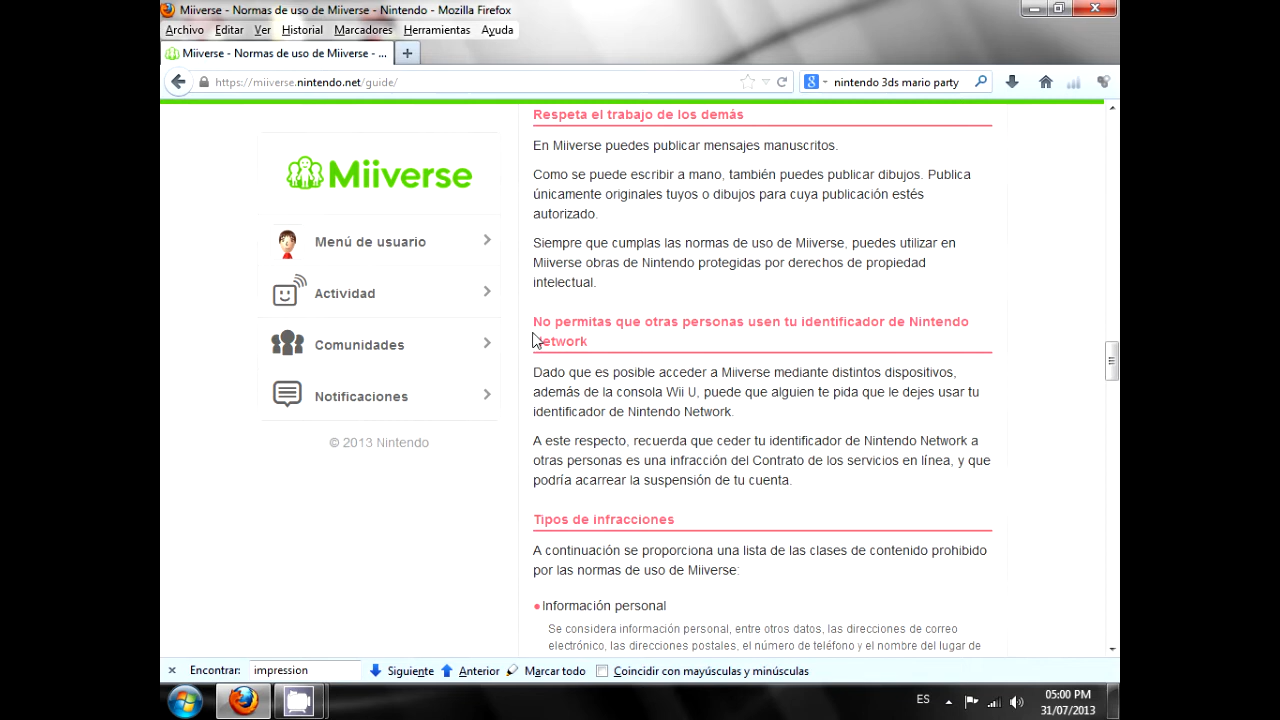 Miiverse - Normas de uso de Miiverse - Nintendo - Mozilla Firefox
Archivo Editar Ver Historial Marcadores Herramientas Ayuda
Miiverse - Normas de uso de Miiverse - ...
https://miiverse.nintendo.net/guide/
nintendo 3ds mario party
Miiverse
Menú de usuario
Actividad
Comunidades
Notificaciones
© 2013 Nintendo
Respeta el trabajo de los demás
En Miiverse puedes publicar mensajes manuscritos.
Como se puede escribir a mano, también puedes publicar dibujos. Publica
únicamente originales tuyos o dibujos para cuya publicación estés
autorizado.
Siempre que cumplas las normas de uso de Miiverse, puedes utilizar en
Miiverse obras de Nintendo protegidas por derechos de propiedad
intelectual.
No permitas que otras personas usen tu identificador de Nintendo
Network
Dado que es posible acceder a Miiverse mediante distintos dispositivos,
además de la consola Wii U, puede que alguien te pida que le dejes usar tu
identificador de Nintendo Network.
A este respecto, recuerda que ceder tu identificador de Nintendo Network a
otras personas es una infracción del Contrato de los servicios en línea, y que
podría acarrear la suspensión de tu cuenta.
Tipos de infracciones
A continuación se proporciona una lista de las clases de contenido prohibido
por las normas de uso de Miiverse:
Información personal
Se considera información personal, entre otros datos, las direcciones de correo
electrónico, las direcciones postales, el número de teléfono y el nombre del lugar de
Encontrar: impression Siguiente Anterior Marcar todo Coincidir con mayúsculas y minúsculas
ES
05:00 PM
31/07/2013